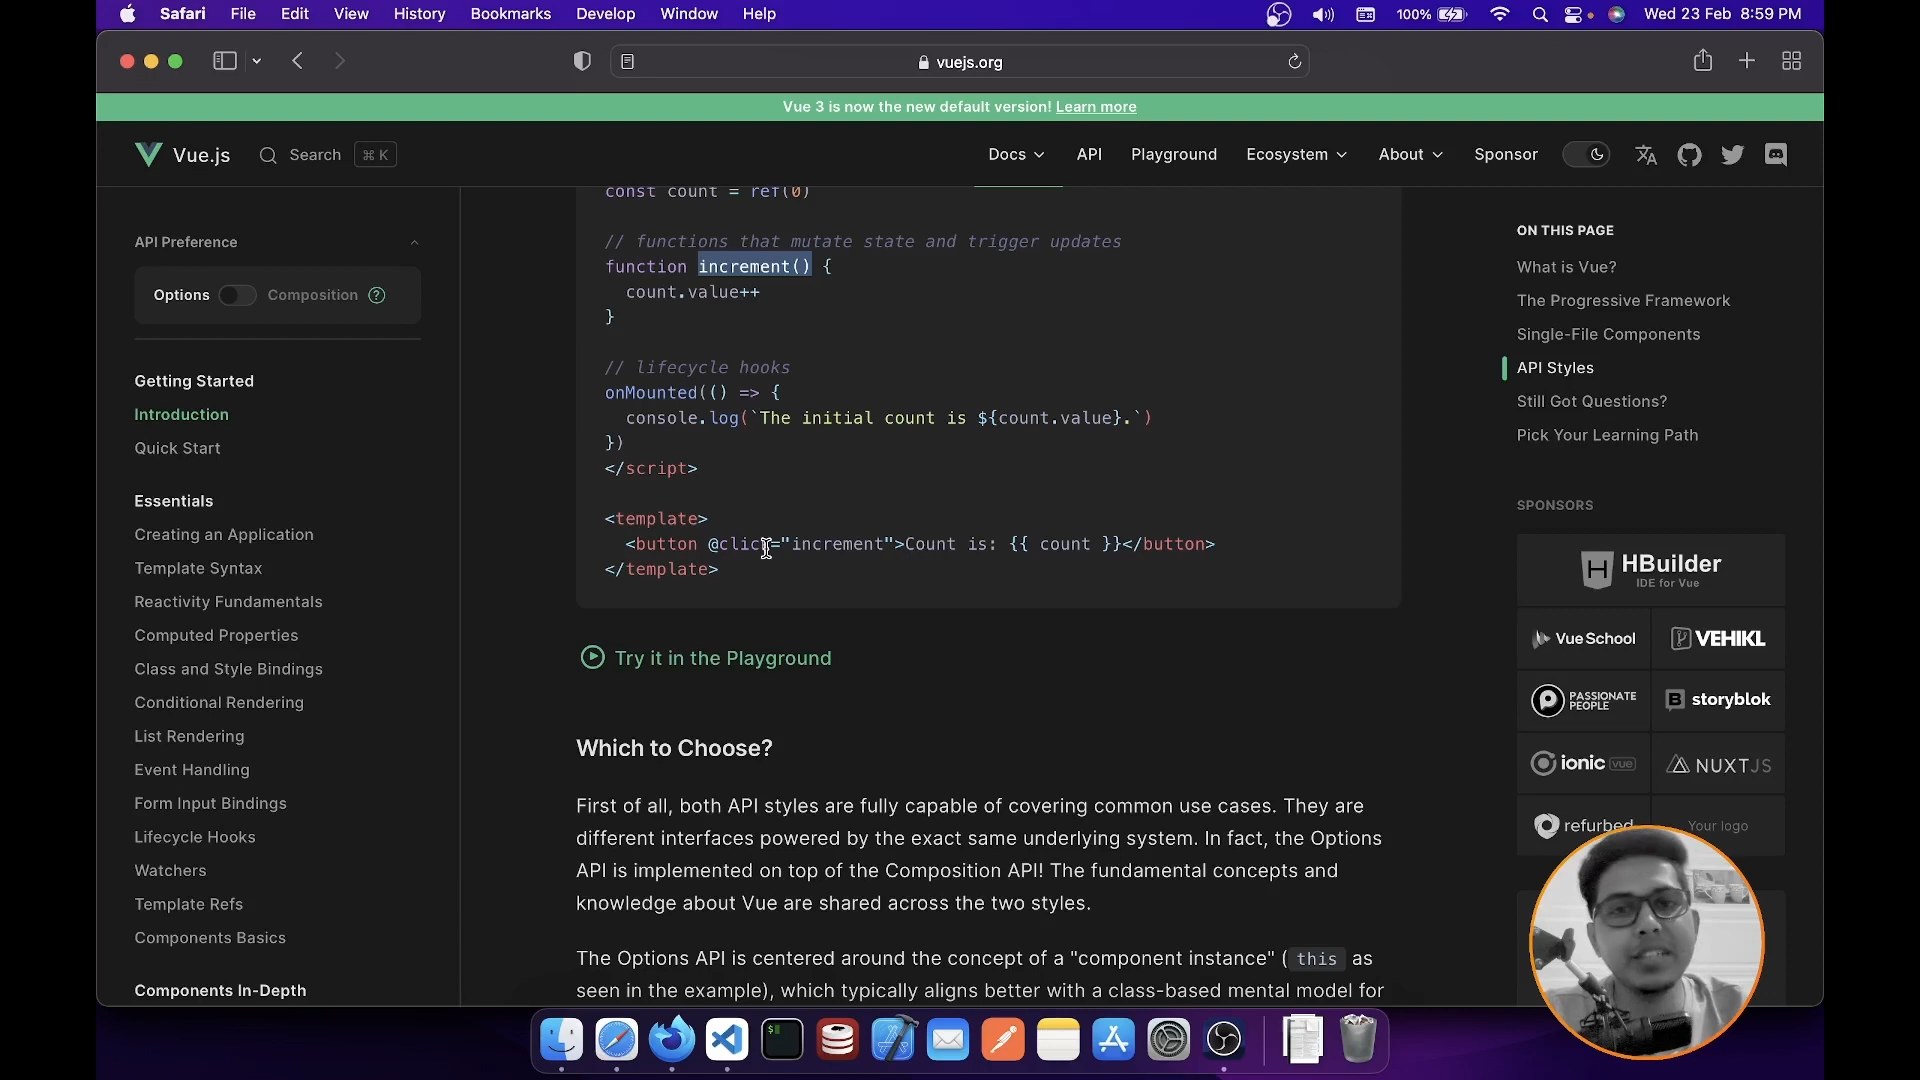 Safari File Edit View History Bookmarks Develop Window Help 100% Wed 23 Feb 8:59 PM
vuejs.org
Vue 3 is now the new default version! Learn more
Vue.js Search ⌘ K Docs API Playground Ecosystem About Sponsor
API Preference
Options Composition ?
Getting Started
Introduction
Quick Start
Essentials
Creating an Application
Template Syntax
Reactivity Fundamentals
Computed Properties
Class and Style Bindings
Conditional Rendering
List Rendering
Event Handling
Form Input Bindings
Lifecycle Hooks
Watchers
Template Refs
Components Basics
Components In-Depth
const count = ref(0)
// functions that mutate state and trigger updates
function increment() {
count.value++
}
// lifecycle hooks
onMounted(() => {
console.log(`The initial count is ${count.value}.`)
})
</script>
<template>
<button @click="increment">Count is: {{ count }}</button>
</template>
Try it in the Playground
Which to Choose?
First of all, both API styles are fully capable of covering common use cases. They are
different interfaces powered by the exact same underlying system. In fact, the Options
API is implemented on top of the Composition API! The fundamental concepts and
knowledge about Vue are shared across the two styles.
The Options API is centered around the concept of a "component instance" ( this as
seen in the example), which typically aligns better with a class-based mental model for
ON THIS PAGE
What is Vue?
The Progressive Framework
Single-File Components
API Styles
Still Got Questions?
Pick Your Learning Path
SPONSORS
H HBuilder
IDE for Vue
Vue School VEHIKL
PASSIONATE
PEOPLE
storyblok
ionic vue NUXTJS
refurbed Your logo